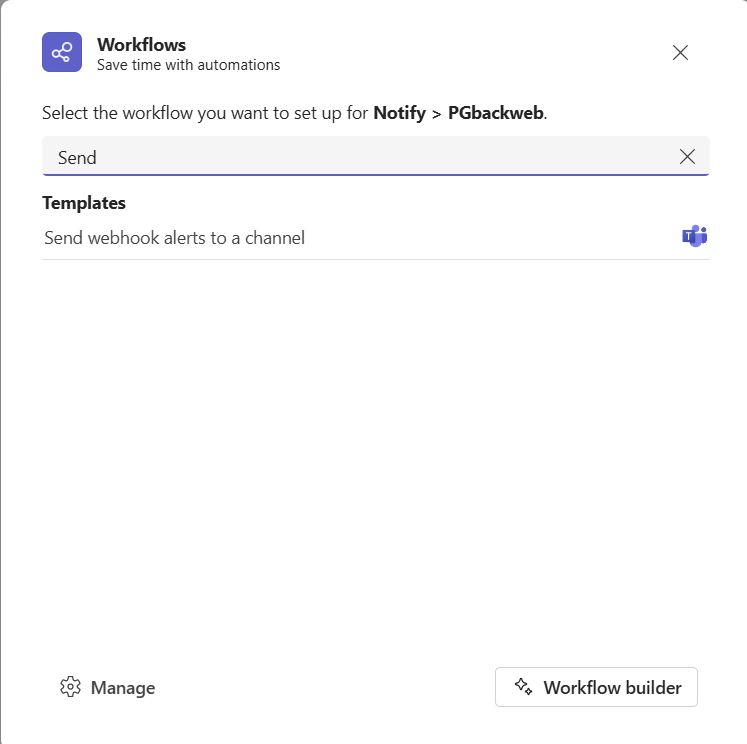 Workflows
Save time with automations
Select the workflow you want to set up for Notify > PGbackweb.
Send
Templates
Send webhook alerts to a channel
T
Manage
Workflow builder